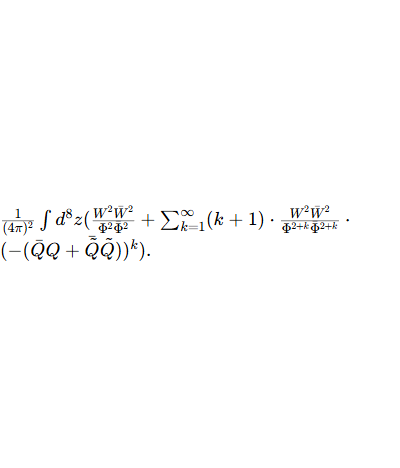 $\frac{1}{(4\pi)^2} \int d^8z (\frac{W^2\bar{W}^2}{\Phi^2\bar{\Phi}^2} + \sum_{k=1}^{\infty} (k+1) \cdot \frac{W^2\bar{W}^2}{\Phi^{2+k}\bar{\Phi}^{2+k}} \cdot$
$(-(\bar{Q}Q + \bar{\tilde{Q}}\tilde{Q}))^k).$